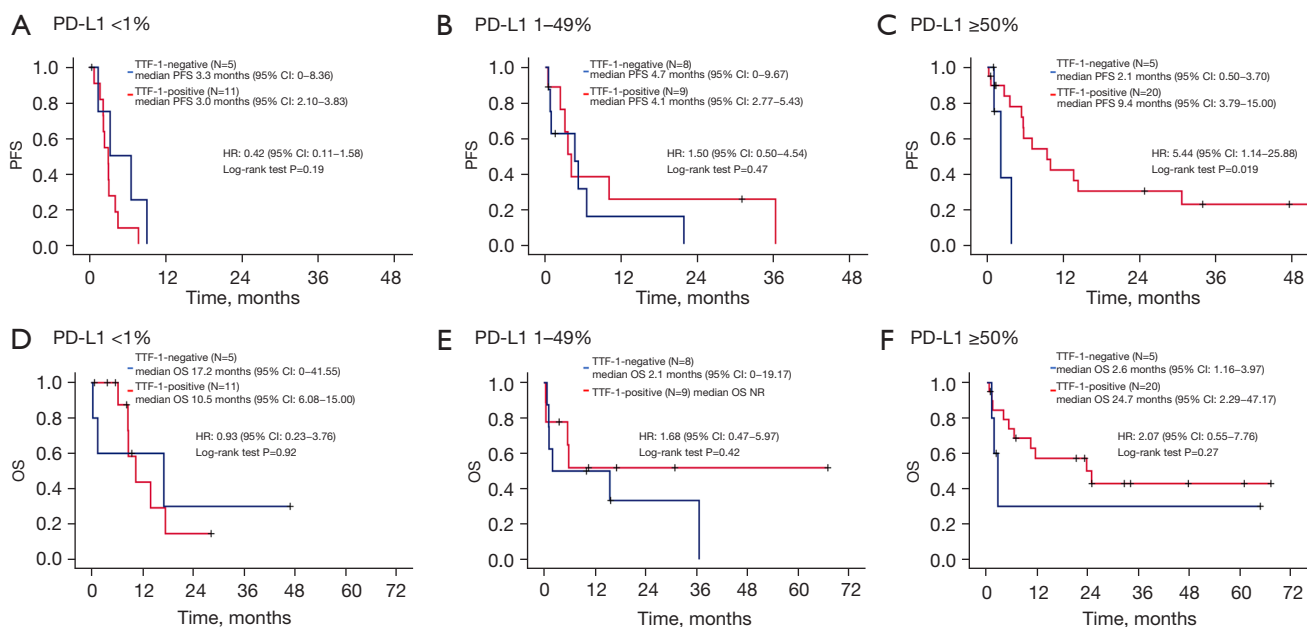 A PD-L1 <1%
TTF-1-negative (N=5)
median PFS 3.3 months (95% CI: 0–8.36)
TTF-1-positive (N=11)
median PFS 3.0 months (95% CI: 2.10–3.83)
HR: 0.42 (95% CI: 0.11–1.58)
Log-rank test P=0.19
PFS
1.0
0.8
0.6
0.4
0.2
0.0
0 12 24 36 48
Time, months
B PD-L1 1–49%
TTF-1-negative (N=8)
median PFS 4.7 months (95% CI: 0–9.67)
TTF-1-positive (N=9)
median PFS 4.1 months (95% CI: 2.77–5.43)
HR: 1.50 (95% CI: 0.50–4.54)
Log-rank test P=0.47
PFS
1.0
0.8
0.6
0.4
0.2
0.0
0 12 24 36 48
Time, months
C PD-L1 ≥50%
TTF-1-negative (N=5)
median PFS 2.1 months (95% CI: 0.50–3.70)
TTF-1-positive (N=20)
median PFS 9.4 months (95% CI: 3.79–15.00)
HR: 5.44 (95% CI: 1.14–25.88)
Log-rank test P=0.019
PFS
1.0
0.8
0.6
0.4
0.2
0.0
0 12 24 36 48
Time, months
D PD-L1 <1%
TTF-1-negative (N=5)
median OS 17.2 months (95% CI: 0–41.55)
TTF-1-positive (N=11)
median OS 10.5 months (95% CI: 6.08–15.00)
HR: 0.93 (95% CI: 0.23–3.76)
Log-rank test P=0.92
OS
1.0
0.8
0.6
0.4
0.2
0.0
0 12 24 36 48 60 72
Time, months
E PD-L1 1–49%
TTF-1-negative (N=8)
median OS 2.1 months (95% CI: 0–19.17)
TTF-1-positive (N=9) median OS NR
HR: 1.68 (95% CI: 0.47–5.97)
Log-rank test P=0.42
OS
1.0
0.8
0.6
0.4
0.2
0.0
0 12 24 36 48 60 72
Time, months
F PD-L1 ≥50%
TTF-1-negative (N=5)
median OS 2.6 months (95% CI: 1.16–3.97)
TTF-1-positive (N=20)
median OS 24.7 months (95% CI: 2.29–47.17)
HR: 2.07 (95% CI: 0.55–7.76)
Log-rank test P=0.27
OS
1.0
0.8
0.6
0.4
0.2
0.0
0 12 24 36 48 60 72
Time, months